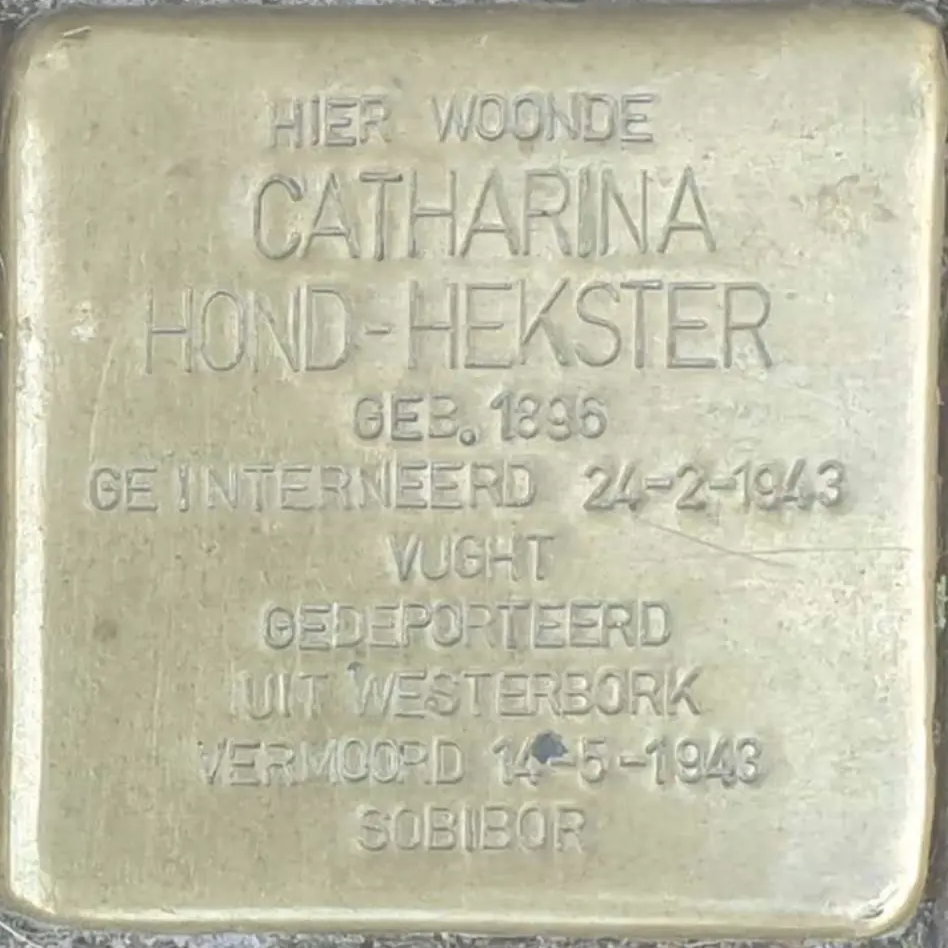 HIER WOONDE
CATHARINA
HOND-HEKSTER
GEB. 1896
GEÏNTERNEERD 24-2-1943
VUGHT
GEDEPORTEERD
UIT WESTERBORK
VERMOORD 14-5-1943
SOBIBOR